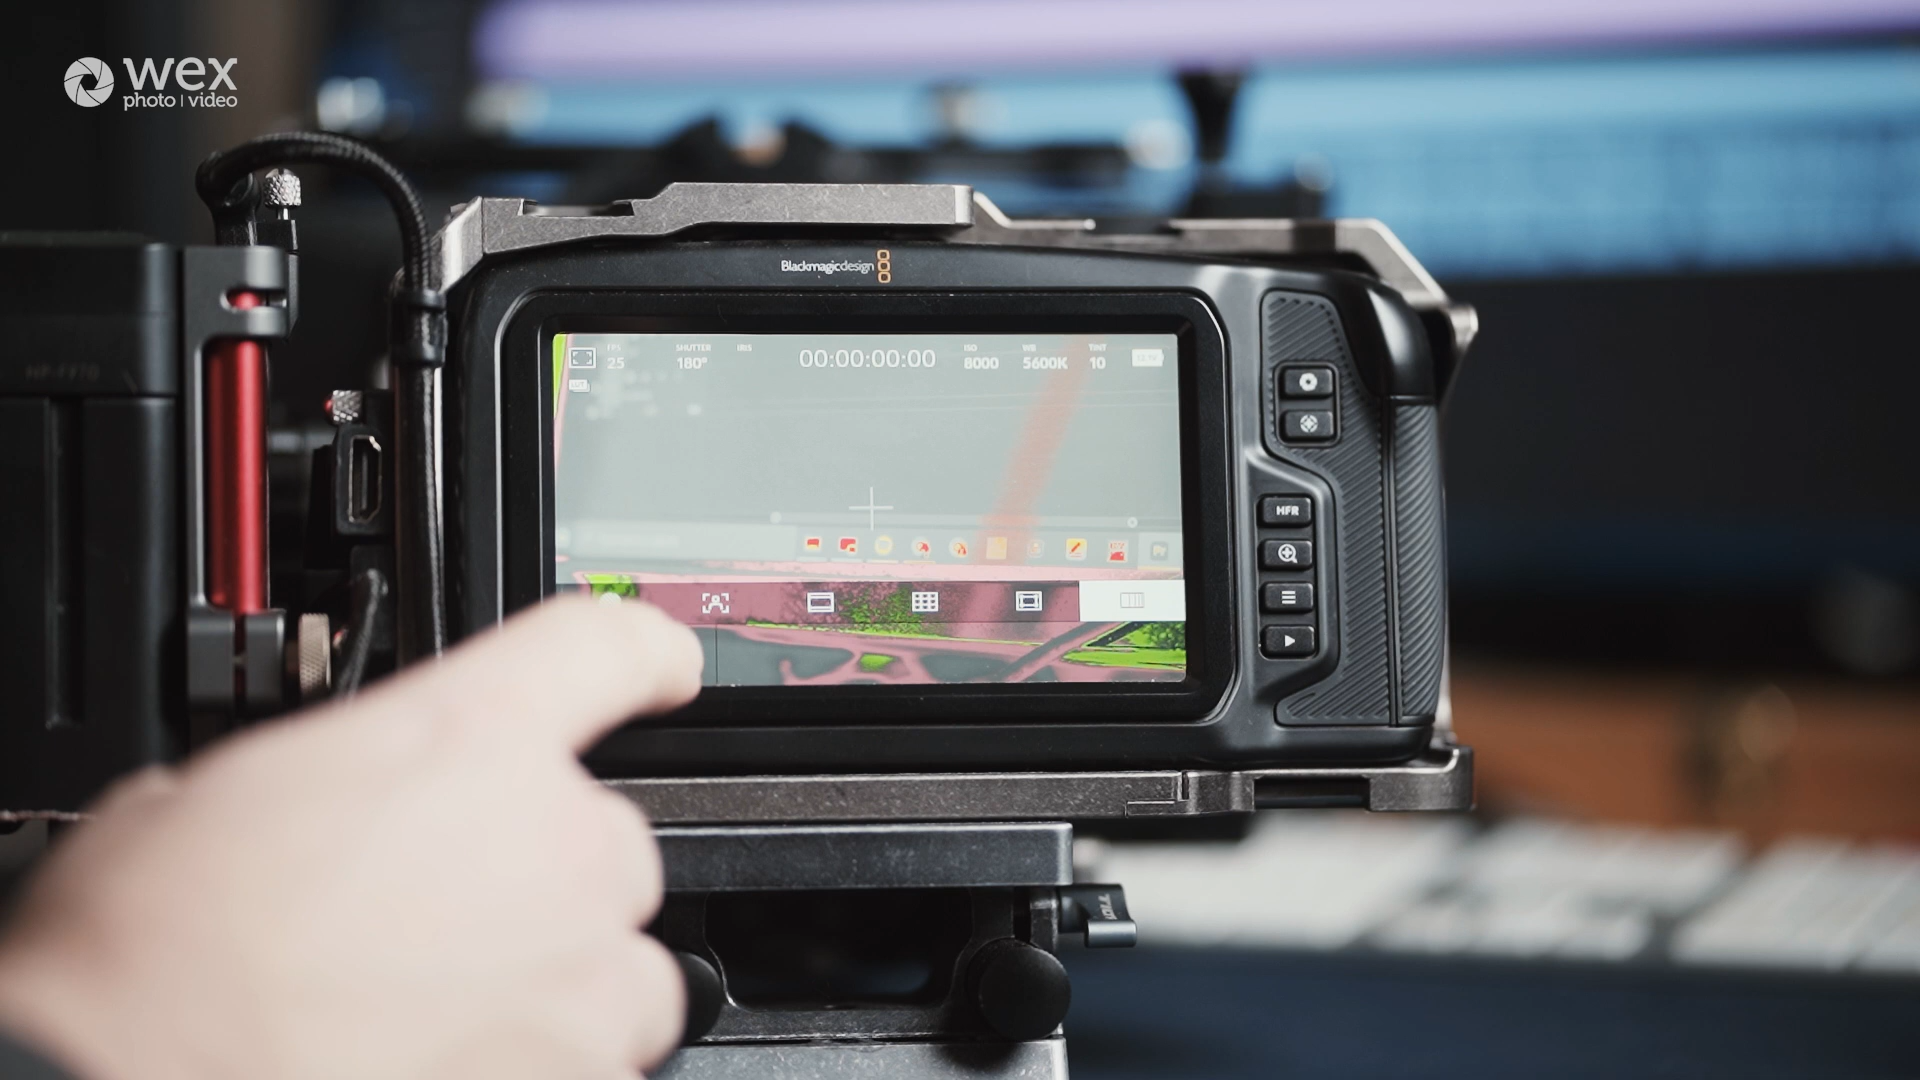 wex
photo | video
Blackmagicdesign
FPS
25
SHUTTER
180°
IRIS
00:00:00:00
ISO
8000
WB
5600K
TINT
10
LUT
HFR